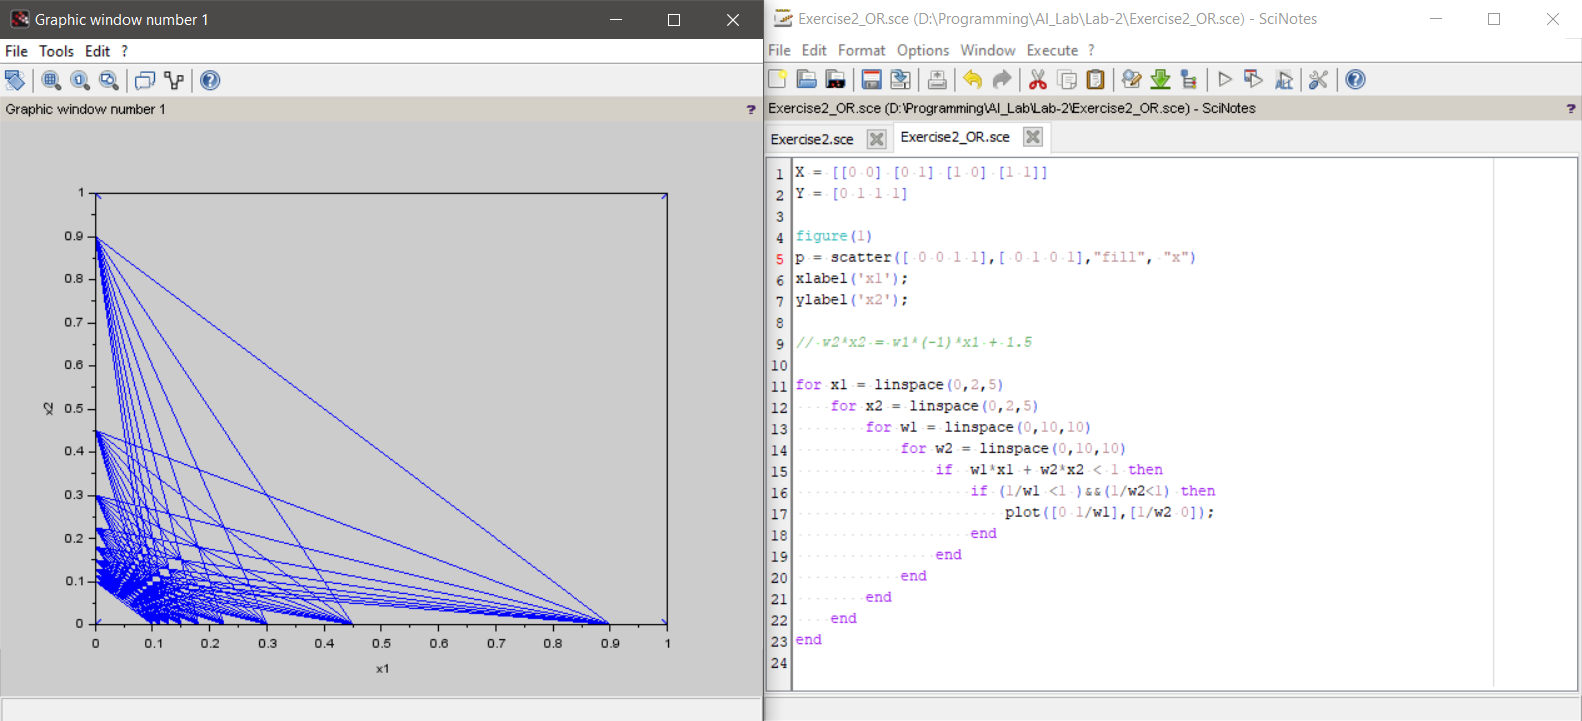 Graphic window number 1
File Tools Edit ?
Graphic window number 1 ?
1
0.9
0.8
0.7
0.6
0.5
0.4
0.3
0.2
0.1
0
x2
0 0.1 0.2 0.3 0.4 0.5 0.6 0.7 0.8 0.9 1
x1
Exercise2_OR.sce (D:\Programming\AI_Lab\Lab-2\Exercise2_OR.sce) - SciNotes
File Edit Format Options Window Execute ?
Exercise2_OR.sce (D:\Programming\AI_Lab\Lab-2\Exercise2_OR.sce) - SciNotes ?
Exercise2.sce Exercise2_OR.sce
1 X = [[0 0] [0 1] [1 0] [1 1]]
2 Y = [0 1 1 1]
3
4 figure(1)
5 p = scatter([ 0 0 1 1],[ 0 1 0 1],"fill", "x")
6 xlabel('x1');
7 ylabel('x2');
8
9 // w2*x2 = w1*(-1)*x1 + 1.5
10
11 for x1 = linspace(0,2,5)
12 for x2 = linspace(0,2,5)
13 for w1 = linspace(0,10,10)
14 for w2 = linspace(0,10,10)
15 if w1*x1 + w2*x2 < 1 then
16 if (1/w1 <1 )&&(1/w2<1) then
17 plot([0 1/w1],[1/w2 0]);
18 end
19 end
20 end
21 end
22 end
23 end
24